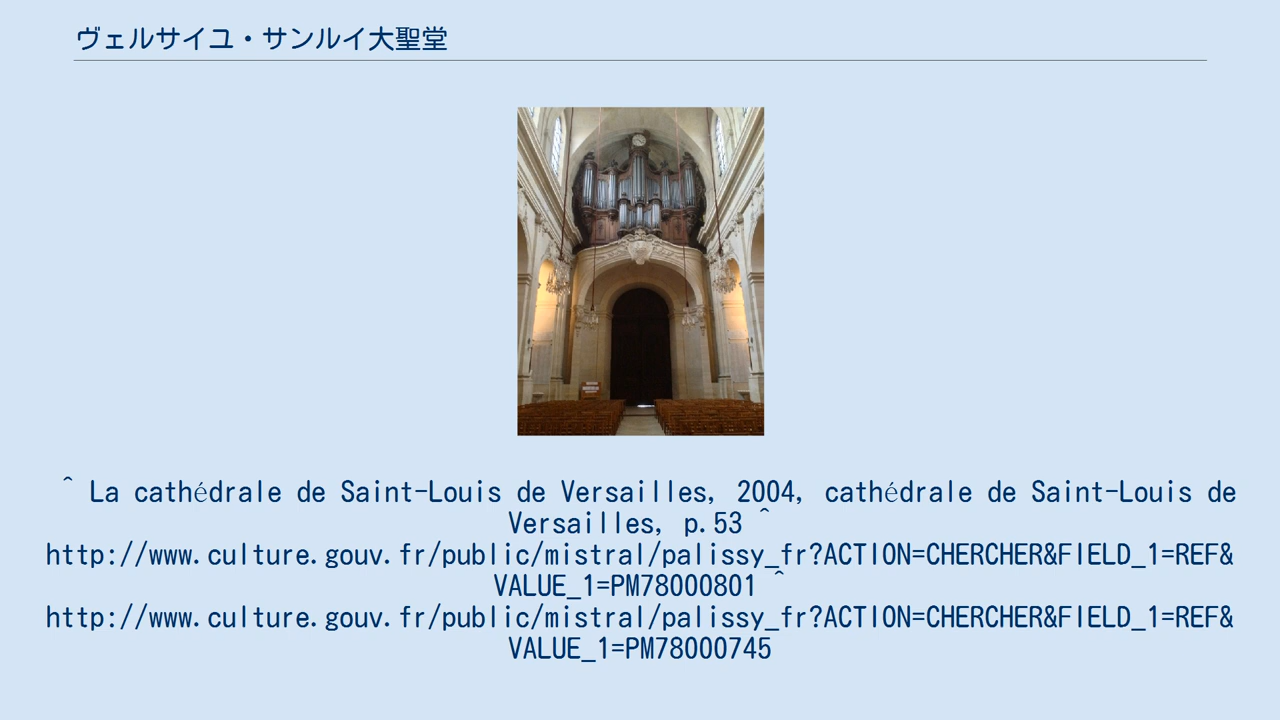 ヴェルサイユ・サンルイ大聖堂
^ La cathédrale de Saint-Louis de Versailles, 2004, cathédrale de Saint-Louis de
Versailles, p.53 ^
http://www.culture.gouv.fr/public/mistral/palissy_fr?ACTION=CHERCHER&FIELD_1=REF&
VALUE_1=PM78000801 ^
http://www.culture.gouv.fr/public/mistral/palissy_fr?ACTION=CHERCHER&FIELD_1=REF&
VALUE_1=PM78000745